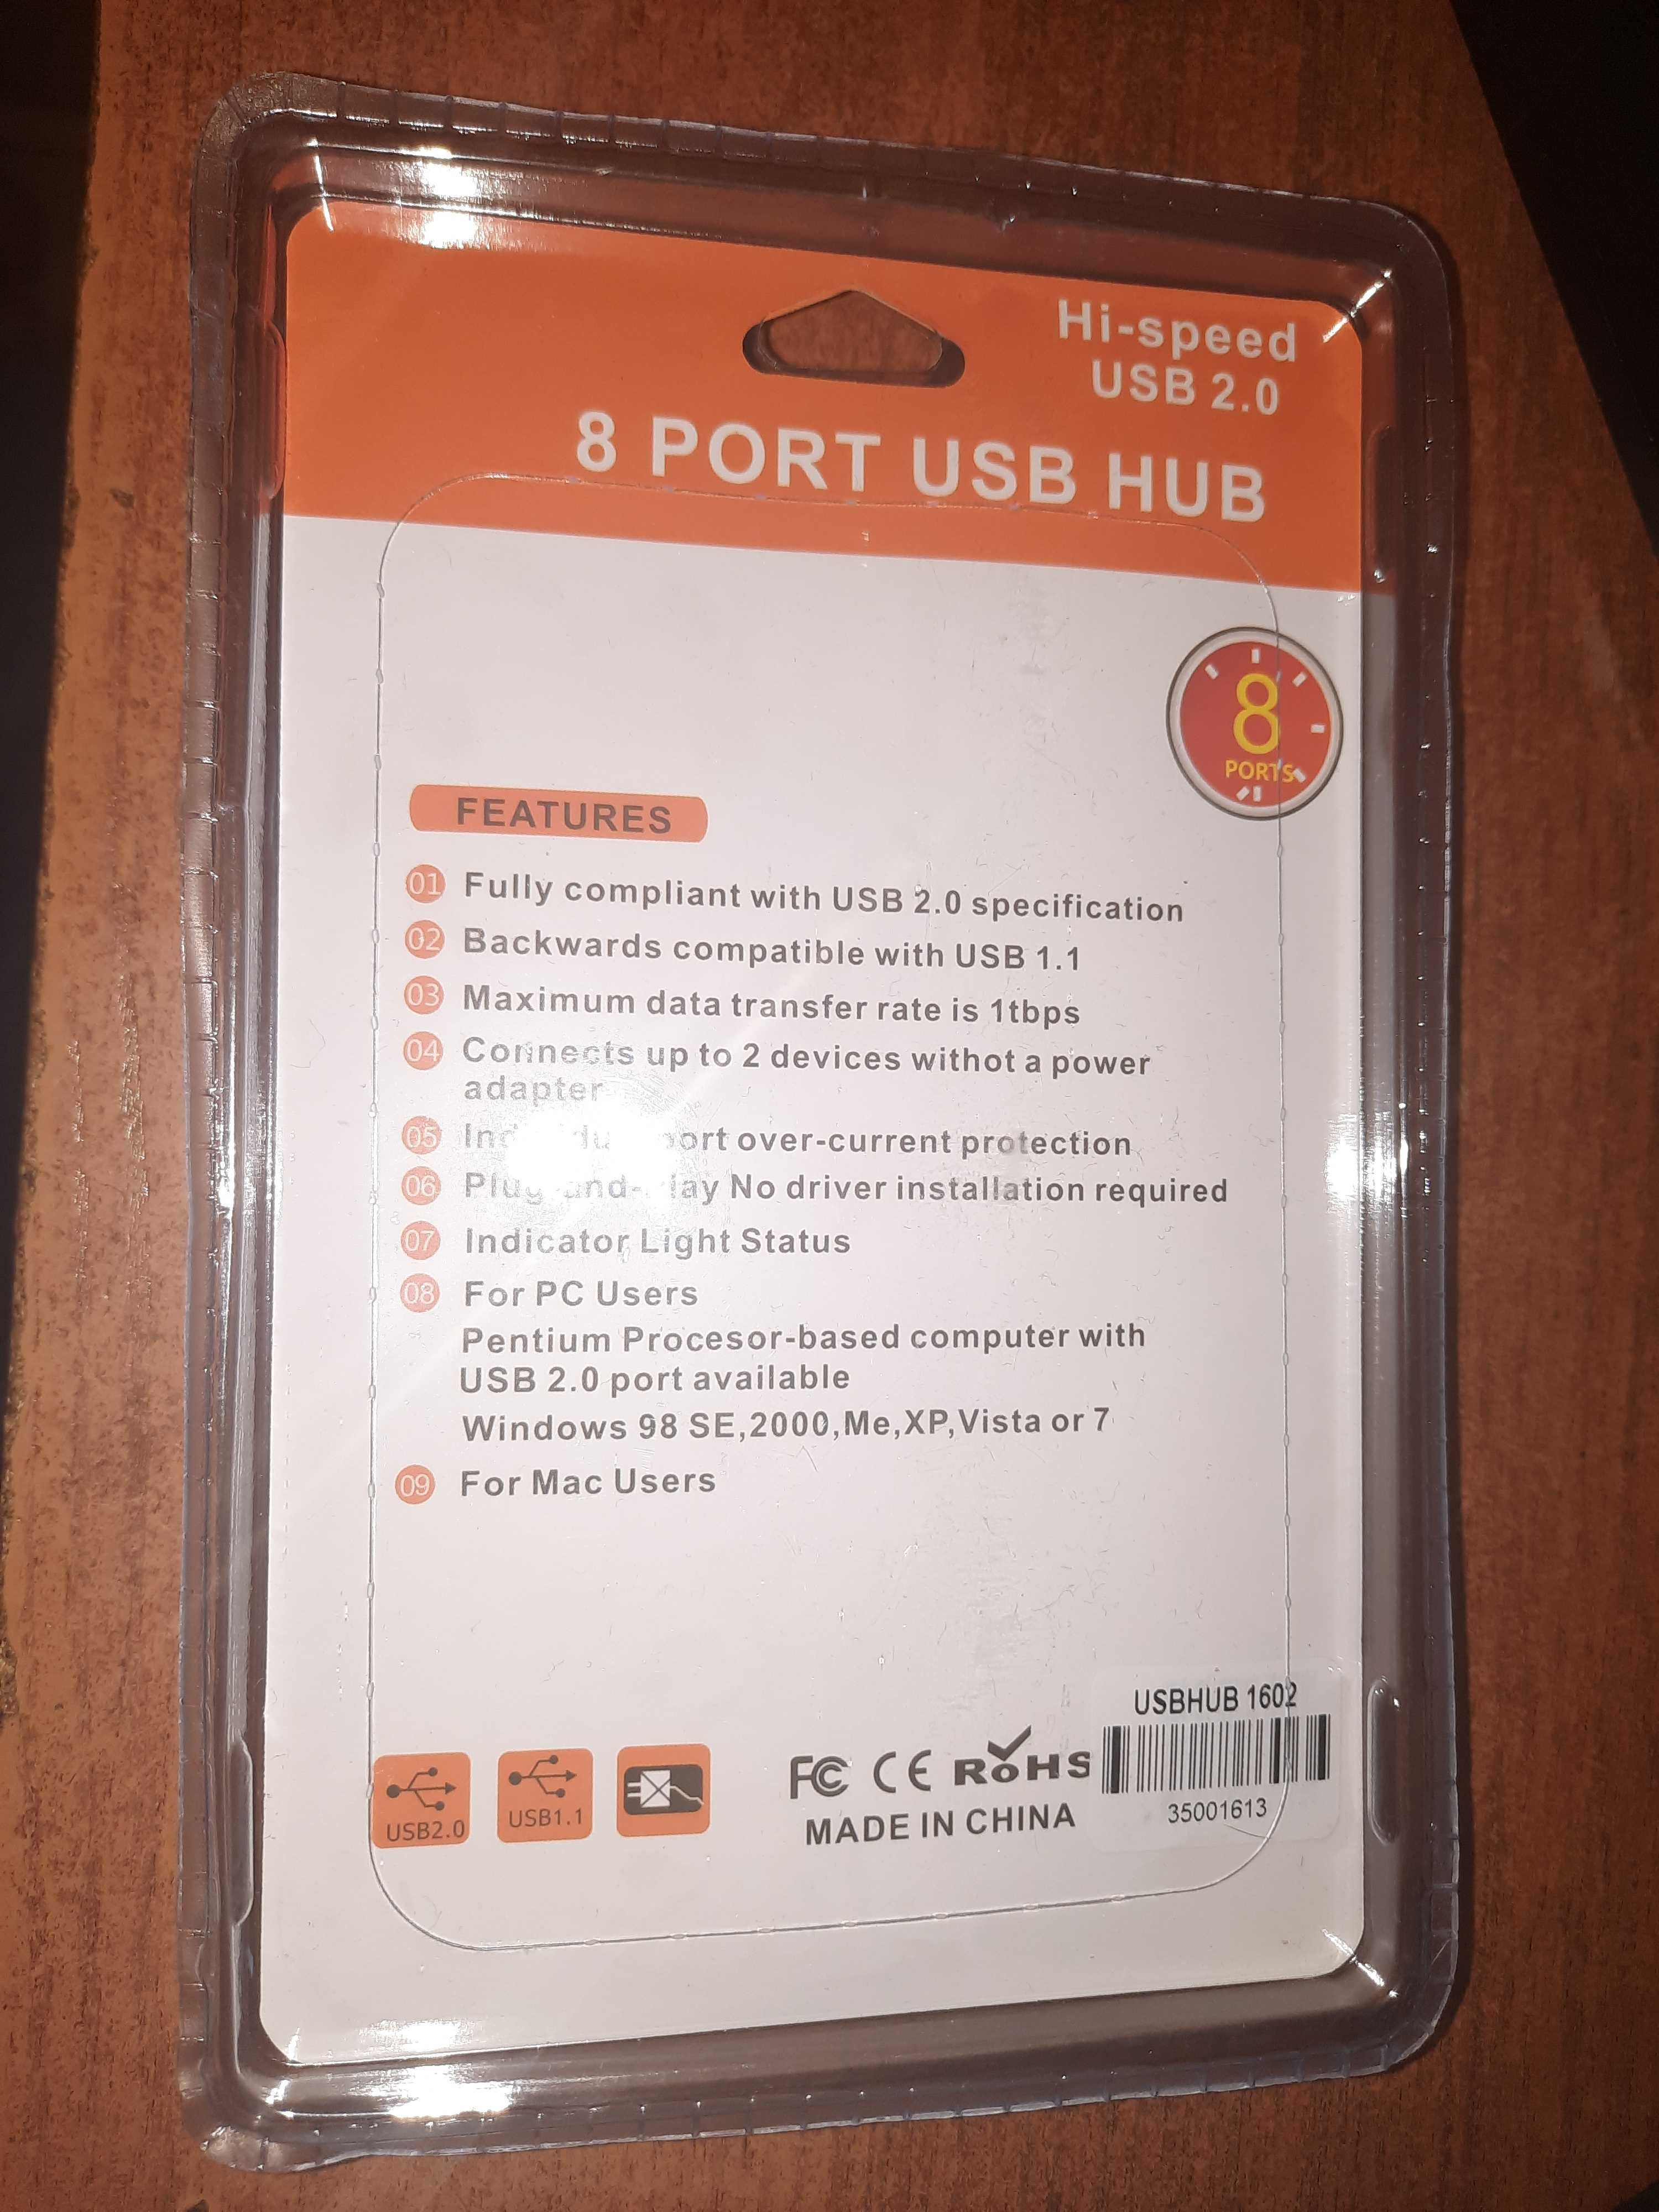 Hi-speed
USB 2.0
8 PORT USB HUB
8
PORTS
FEATURES
01 Fully compliant with USB 2.0 specification
02 Backwards compatible with USB 1.1
03 Maximum data transfer rate is 1tbps
04 Connects up to 2 devices withot a power
adapter
05 over-current protection
06 No driver installation required
07 Indicator Light Status
08 For PC Users
Pentium Procesor-based computer with
USB 2.0 port available
Windows 98 SE,2000,Me,XP,Vista or 7
09 For Mac Users
USBHUB 1602
USB2.0
USB1.1
FC CE RoHS
MADE IN CHINA
35001613